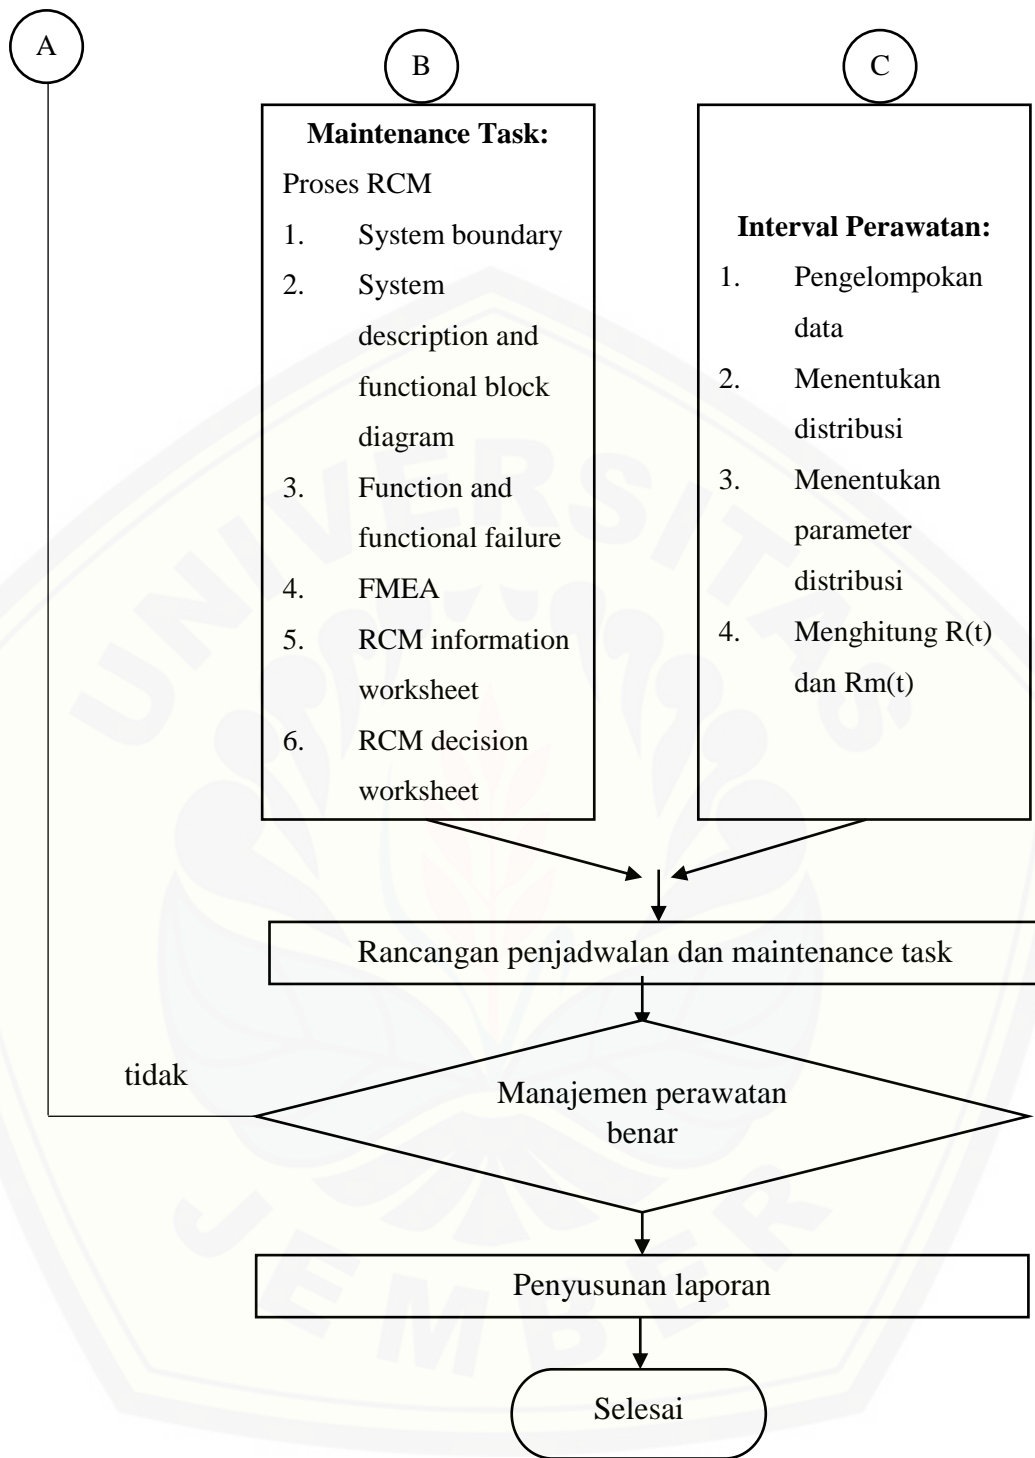 A
B
C
Maintenance Task:
Proses RCM
1. System boundary
2. System
description and
functional block
diagram
3. Function and
functional failure
4. FMEA
5. RCM information
worksheet
6. RCM decision
worksheet
Interval Perawatan:
1. Pengelompokan
data
2. Menentukan
distribusi
3. Menentukan
parameter
distribusi
4. Menghitung R(t)
dan Rm(t)
Rancangan penjadwalan dan maintenance task
tidak
Manajemen perawatan
benar
Penyusunan laporan
Selesai
UNIVERSITAS
JEMBER